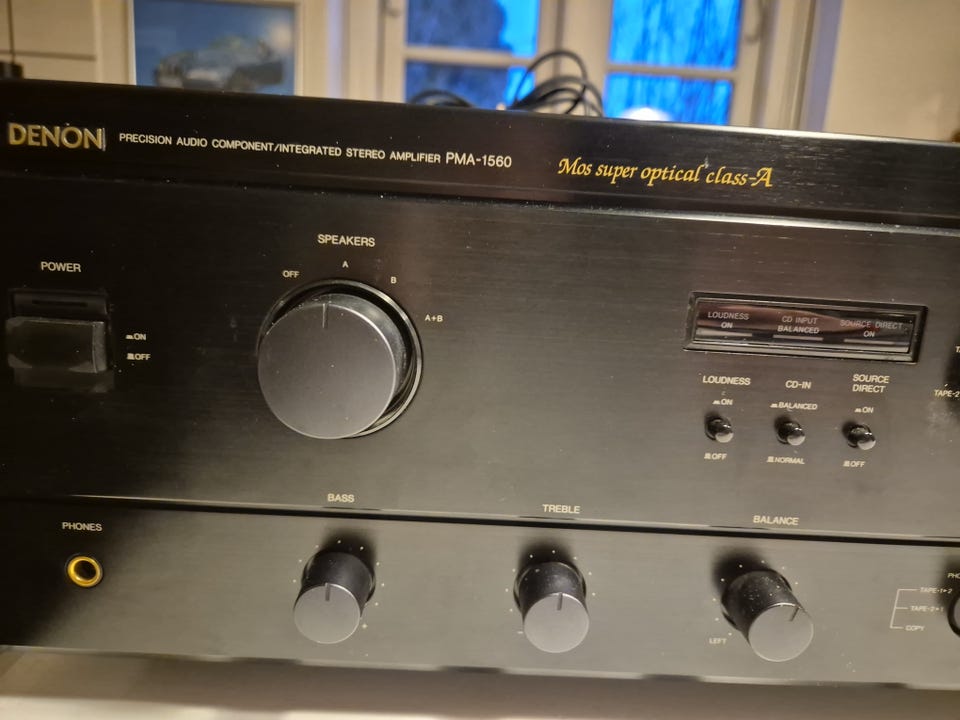 DENON PRECISION AUDIO COMPONENT/INTEGRATED STEREO AMPLIFIER PMA-1560 Mos super optical class-A
SPEAKERS
OFF A B A+B
POWER
ON
OFF
LOUDNESS ON
CD INPUT BALANCED
SOURCE DIRECT ON
LOUDNESS
ON
OFF
CD-IN
BALANCED
NORMAL
SOURCE DIRECT
ON
OFF
TAPE-2
PHONES
BASS
TREBLE
BALANCE
LEFT
TAPE-1▸2
TAPE-2▸1
COPY